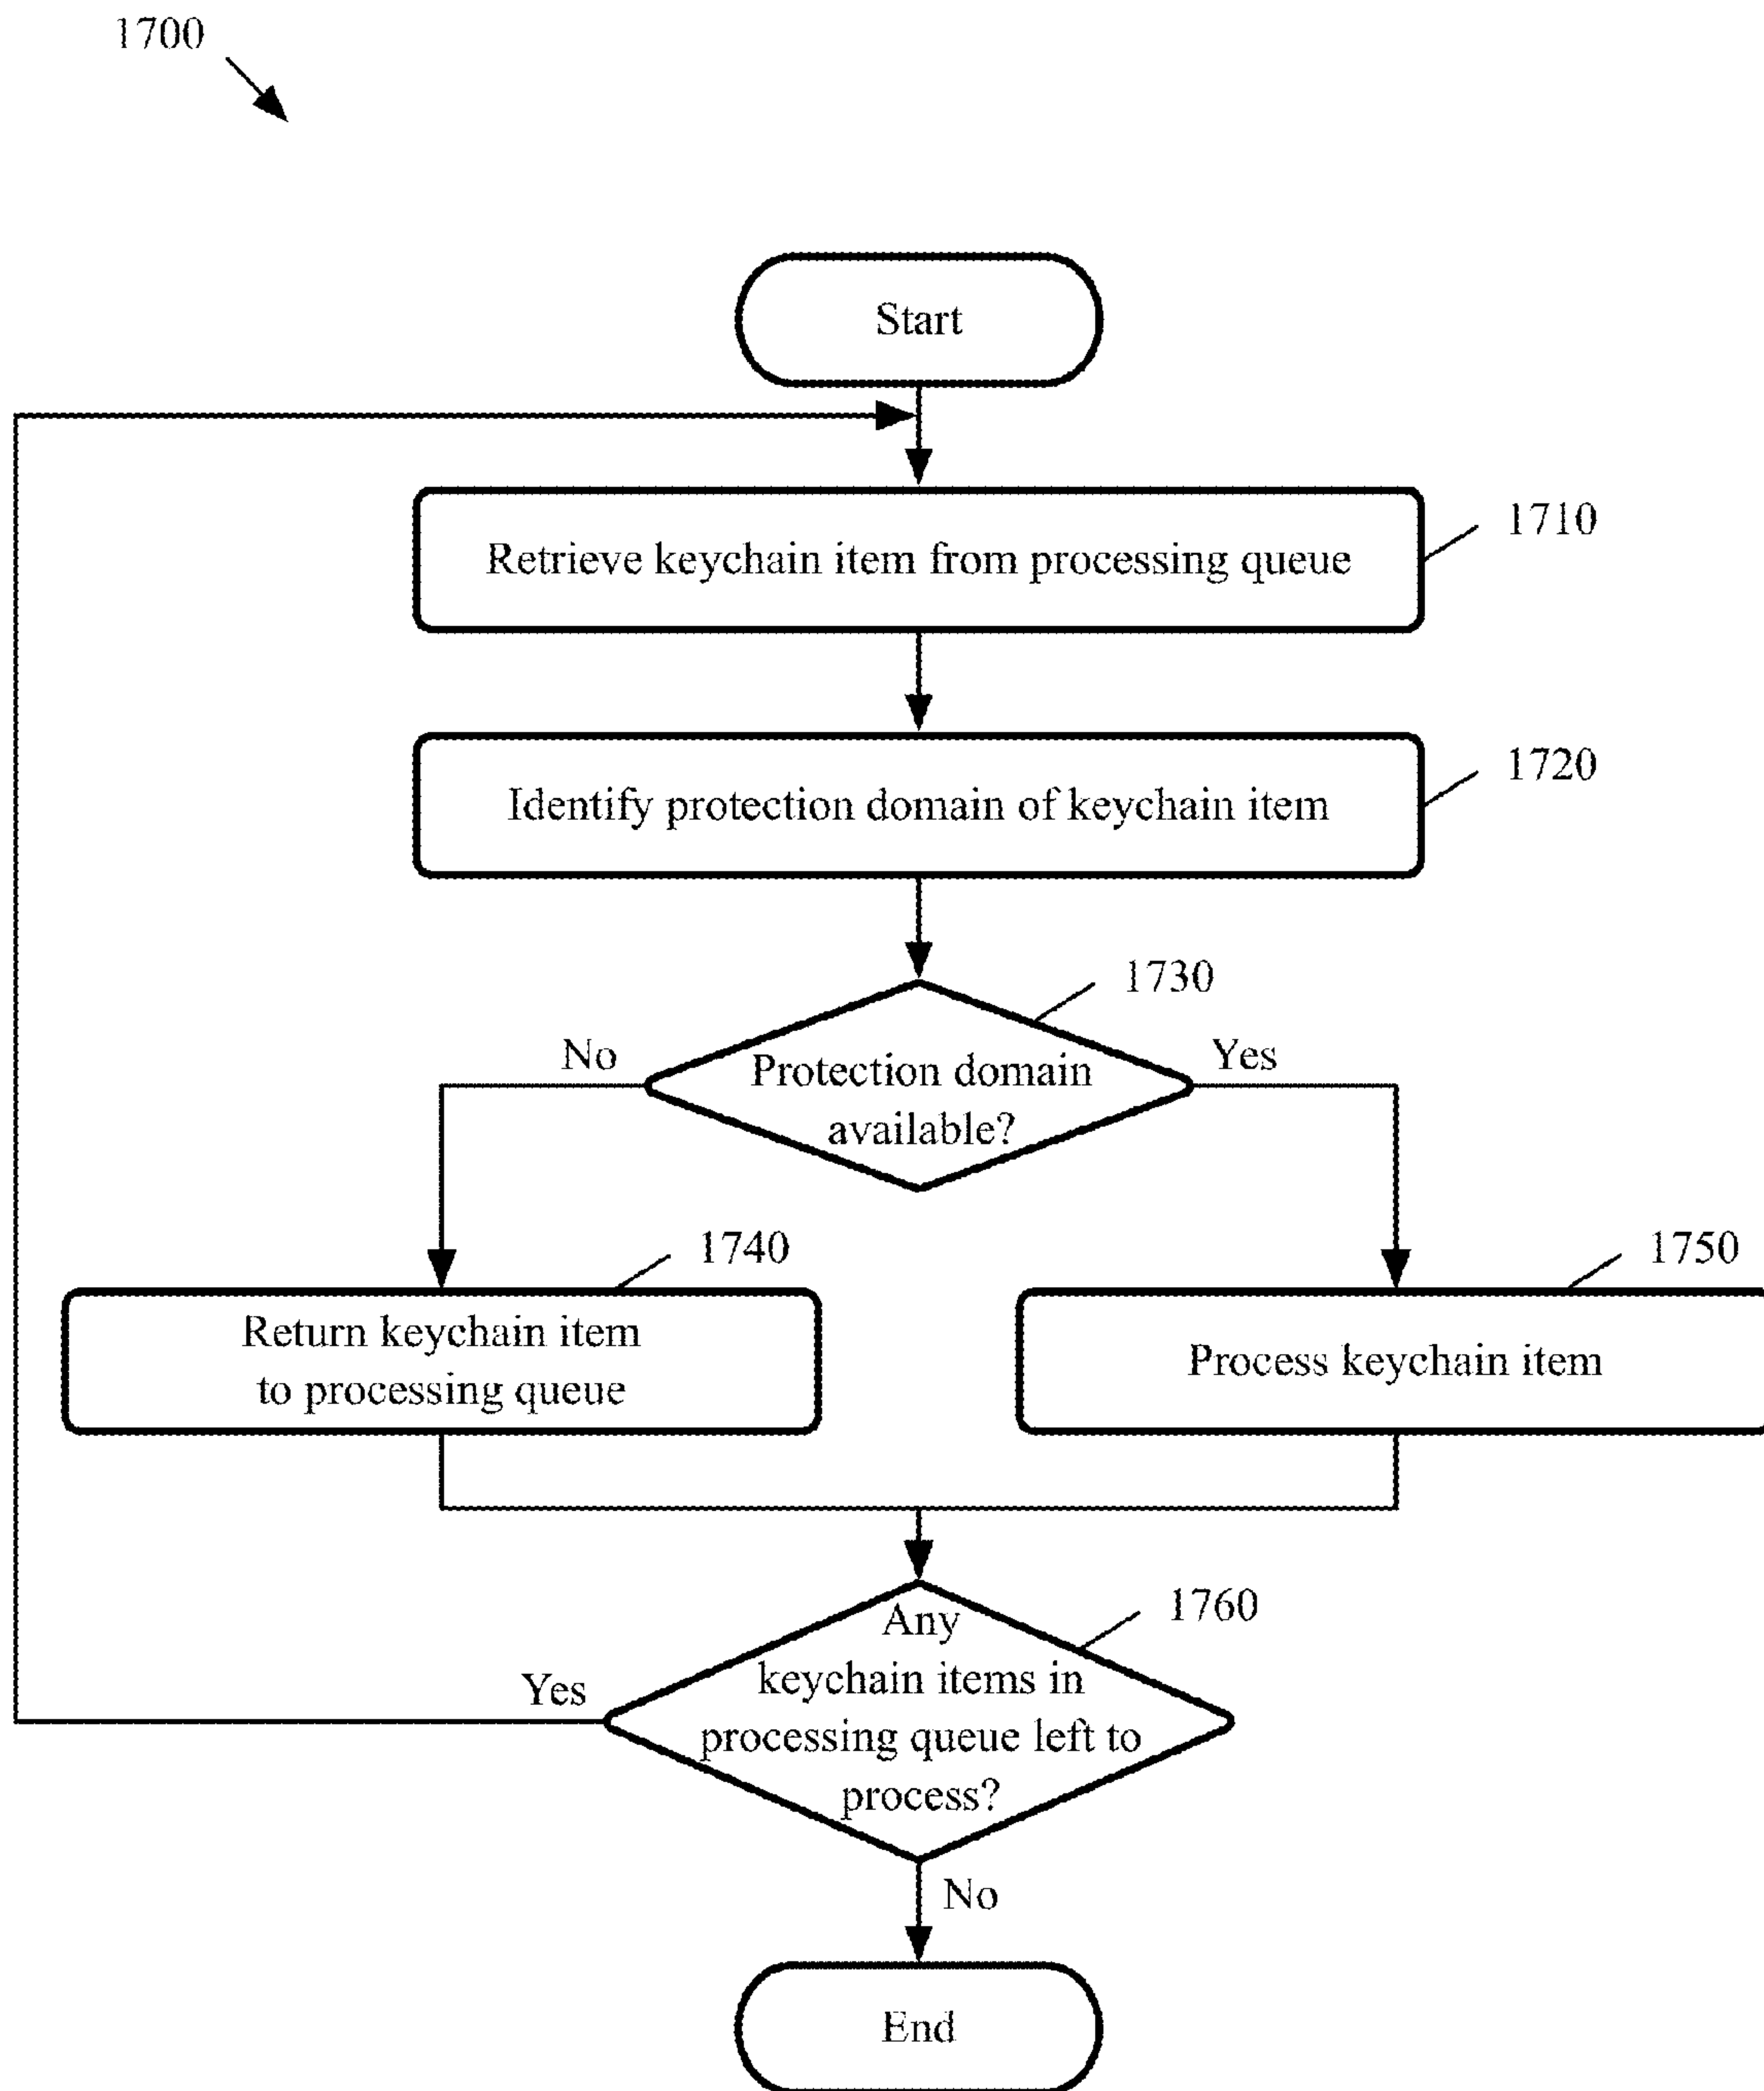 1700
Start
Retrieve keychain item from processing queue
1710
Identify protection domain of keychain item
1720
1730
No
Yes
Protection domain
available?
1740
1750
Return keychain item
to processing queue
Process keychain item
1760
Any
keychain items in
processing queue left to
process?
Yes
No
End